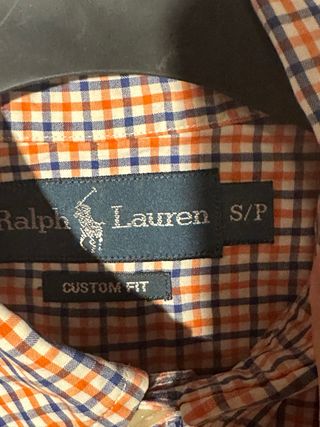 Ralph Lauren S/P
CUSTOM FIT